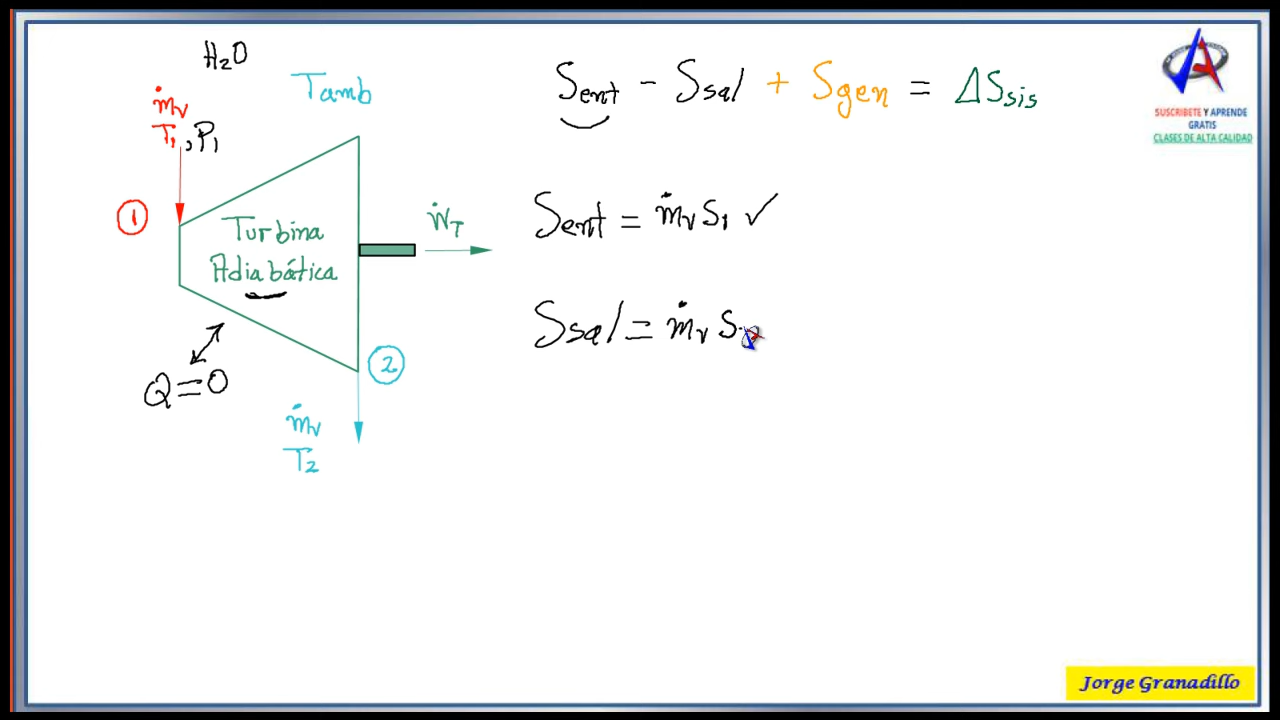 H₂O
ṁv
T₁, P₁
Tamb
Sent - Ssal + Sgen = ΔSsis
SUSCRIBETE Y APRENDE
GRATIS
CLASES DE ALTA CALIDAD
1
Turbina
Adiabática
ẆT
Sent = ṁv S₁ ✓
Ssal = ṁv S
Q = 0
2
ṁv
T₂
Jorge Granadillo